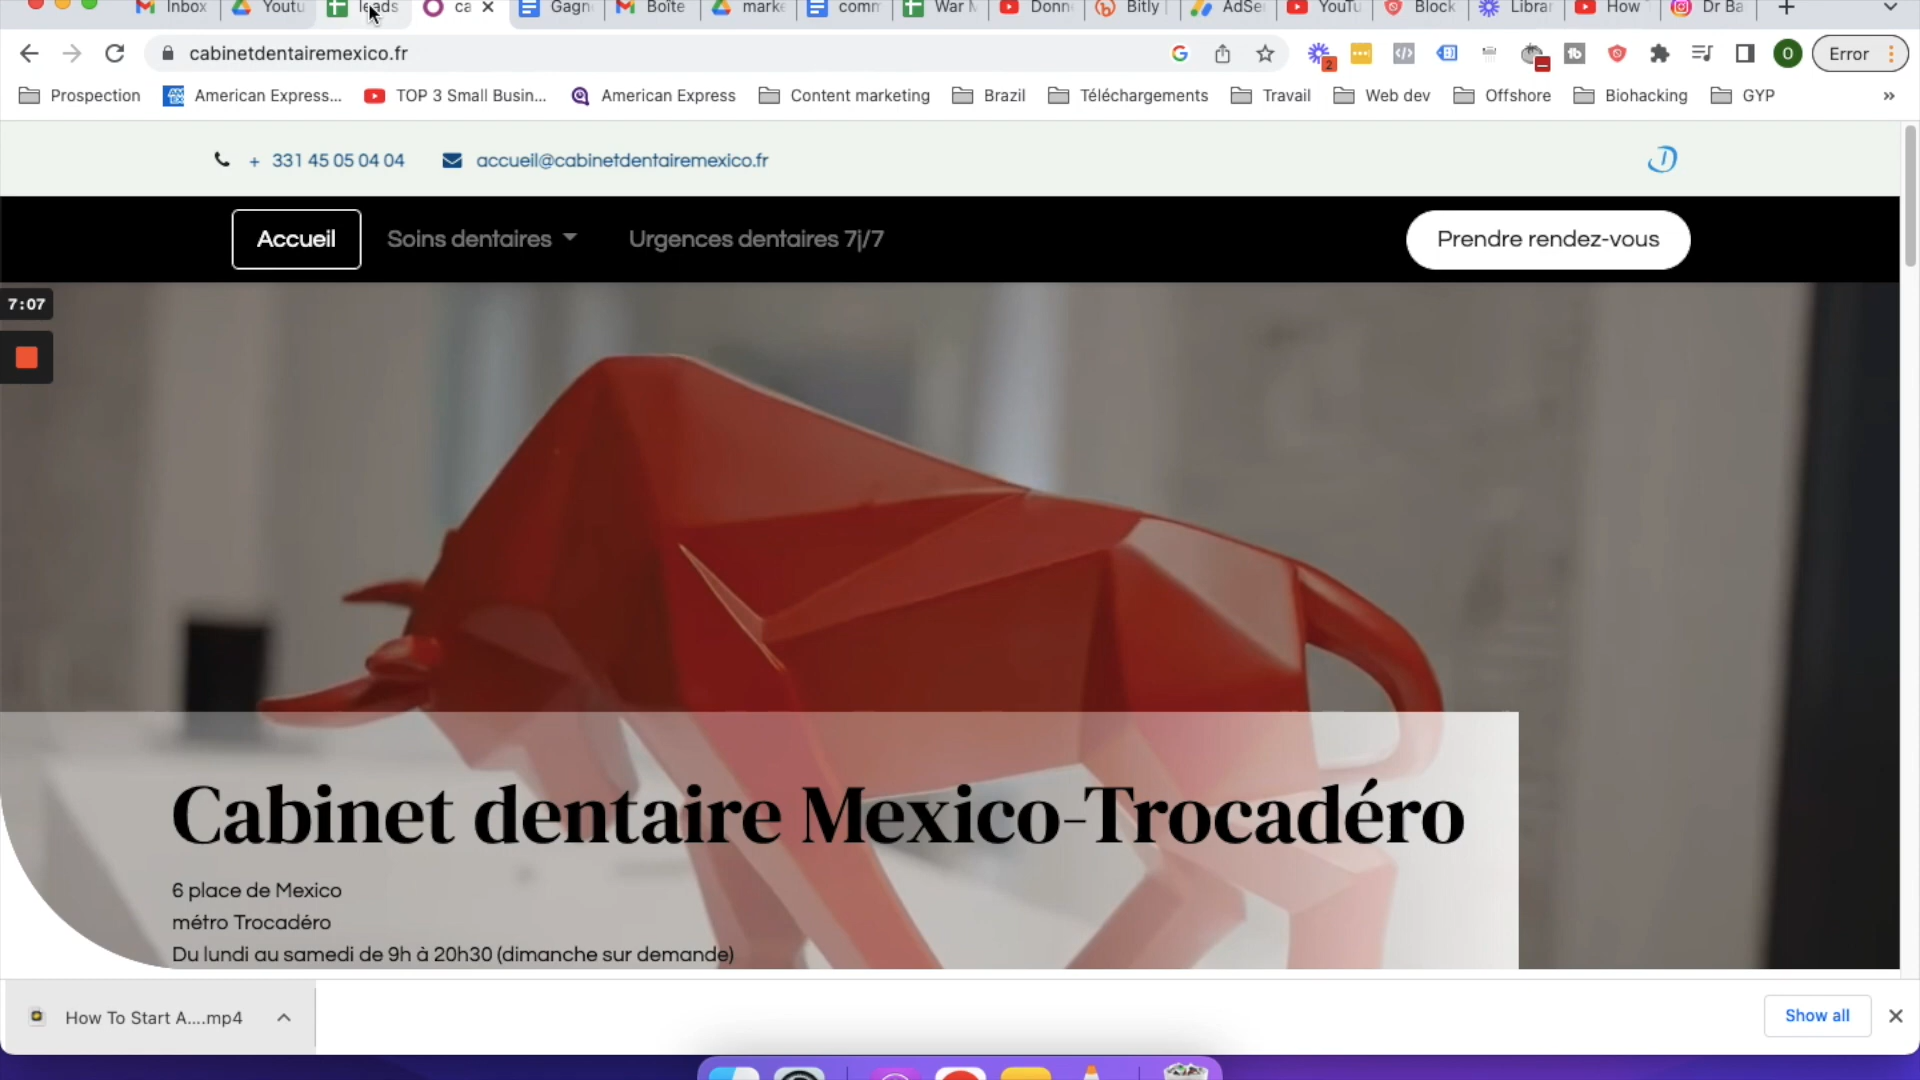 Inbox
Youtu
leads
ca
Gagn
Boîte
marke
comm
War M
Donn
Bitly
AdSe
YouTu
Block
Librar
How
Dr Ba
cabinetdentairemexico.fr
2
O
Error
Prospection
American Express...
TOP 3 Small Busin...
American Express
Content marketing
Brazil
Téléchargements
Travail
Web dev
Offshore
Biohacking
GYP
»
+ 331 45 05 04 04
accueil@cabinetdentairemexico.fr
Accueil
Soins dentaires
Urgences dentaires 7j/7
Prendre rendez-vous
7:07
Cabinet dentaire Mexico-Trocadéro
6 place de Mexico
métro Trocadéro
Du lundi au samedi de 9h à 20h30 (dimanche sur demande)
How To Start A....mp4
Show all